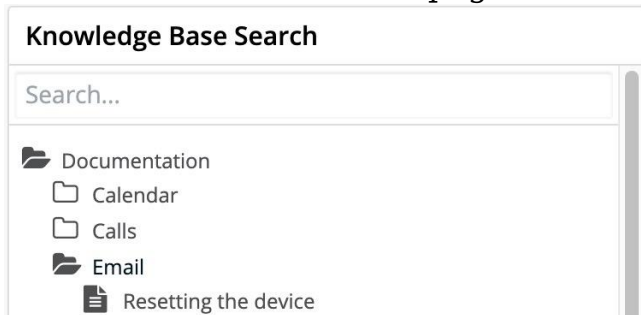 Knowledge Base Search
Search...
Documentation
Calendar
Calls
Email
Resetting the device